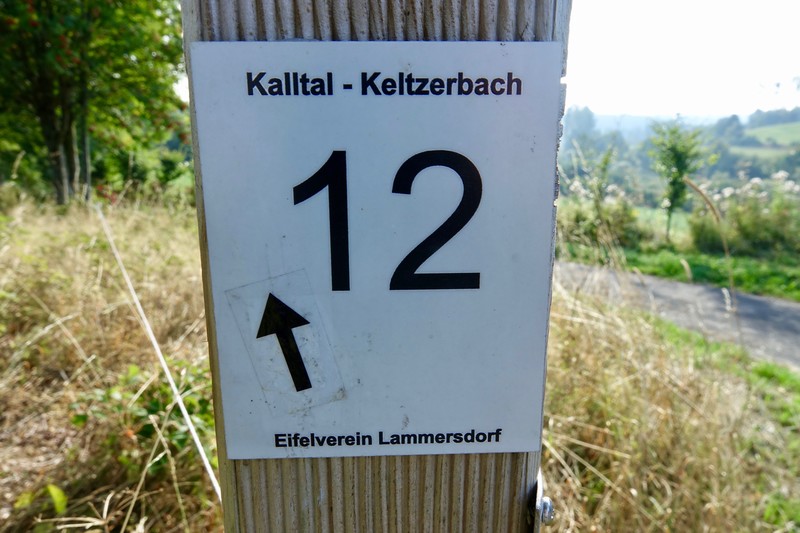 Kalltal - Keltzerbach
12
Eifelverein Lammersdorf